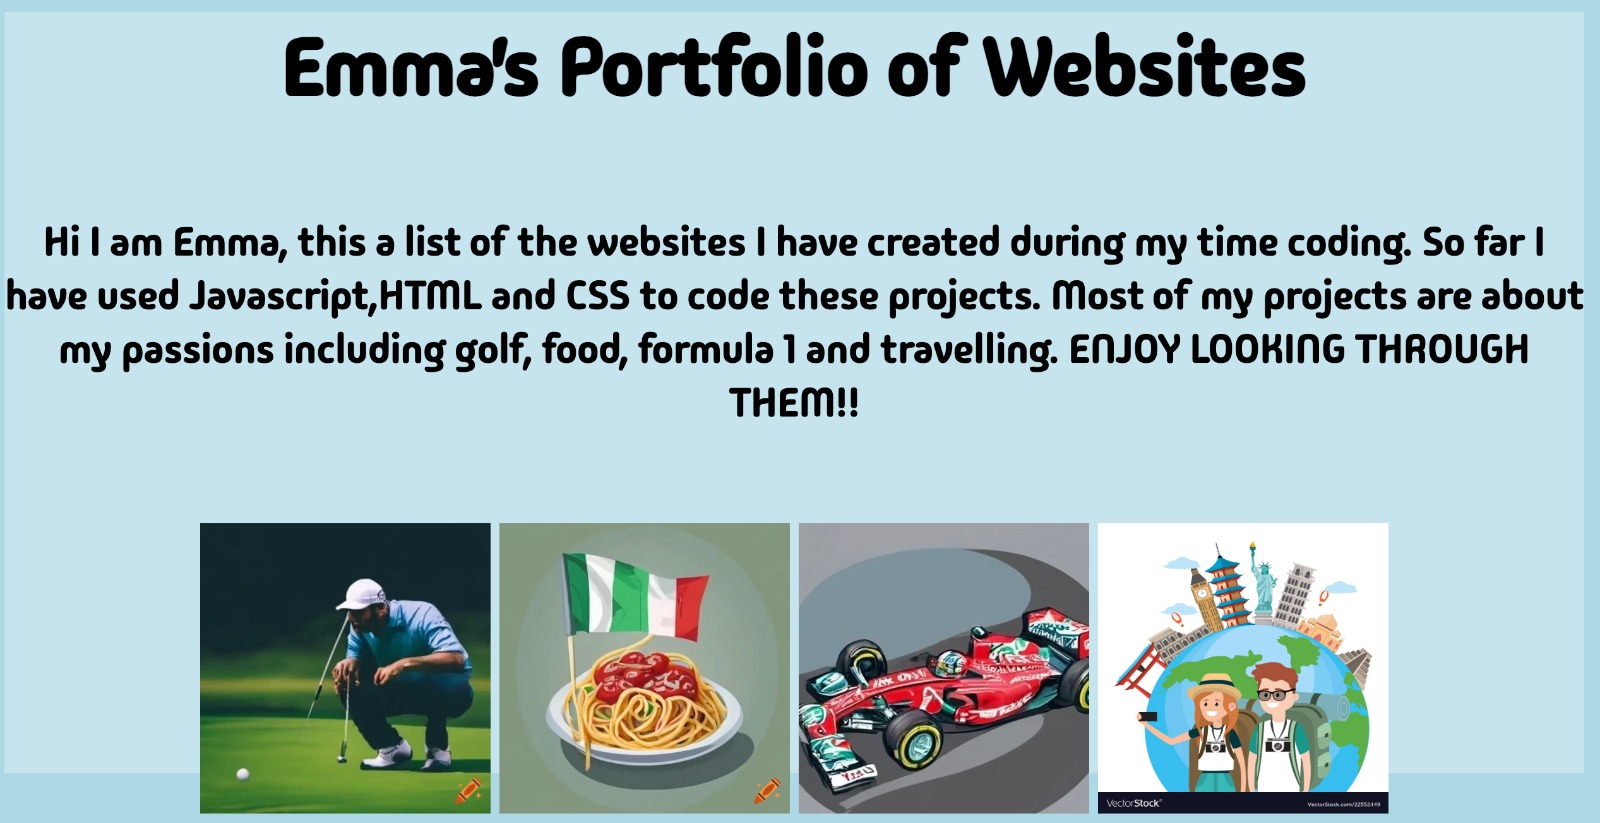 Emma's Portfolio of Websites
Hi I am Emma, this a list of the websites I have created during my time coding. So far I
have used Javascript,HTML and CSS to code these projects. Most of my projects are about
my passions including golf, food, formula 1 and travelling. ENJOY LOOKING THROUGH
THEM!!
VectorStock®
VectorStock.com/22552449